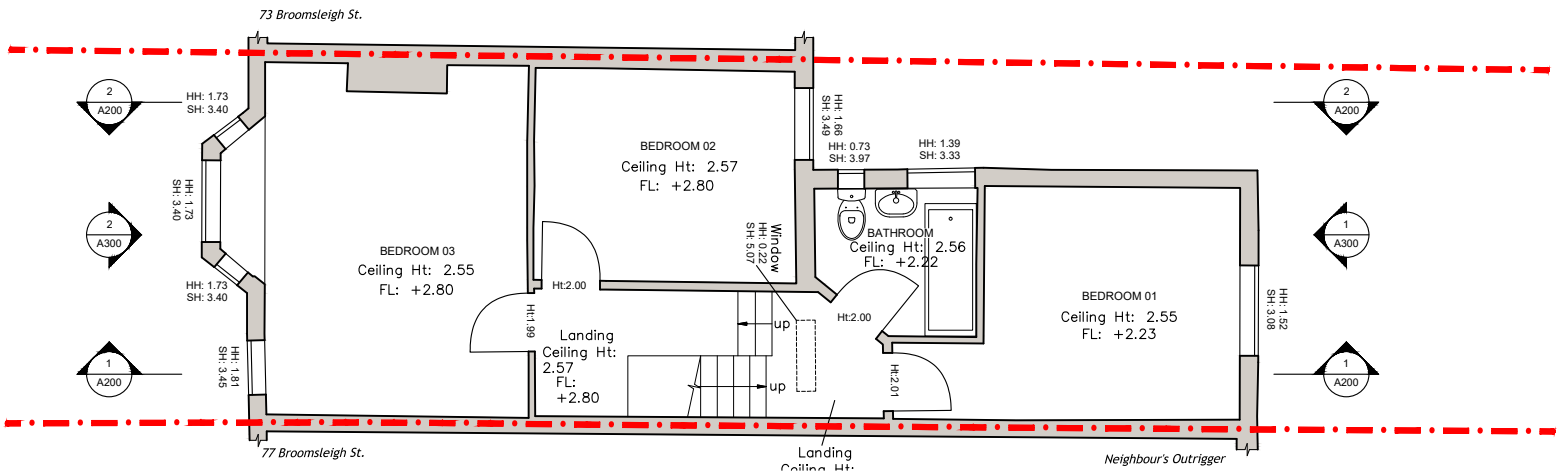 73 Broomsleigh St.
2
A200
HH: 1.73
SH: 3.40
HH: 1.73
SH: 3.40
2
A300
HH: 1.73
SH: 3.40
1
A200
HH: 1.81
SH: 3.45
77 Broomsleigh St.
BEDROOM 03
Ceiling Ht: 2.55
FL: +2.80
BEDROOM 02
Ceiling Ht: 2.57
FL: +2.80
HH: 1.66
SH: 3.49
HH: 0.73
SH: 3.97
HH: 1.39
SH: 3.33
Window
HH: 0.22
SH: 5.07
BATHROOM
Ceiling Ht: 2.56
FL: +2.22
Ht:2.00
Ht:1.99
Landing
Ceiling Ht:
2.57
FL:
+2.80
up
up
Ht:2.00
Ht:2.01
BEDROOM 01
Ceiling Ht: 2.55
FL: +2.23
HH: 1.52
SH: 3.08
2
A200
1
A300
1
A200
Landing
Ceiling Ht:
Neighbour's Outrigger